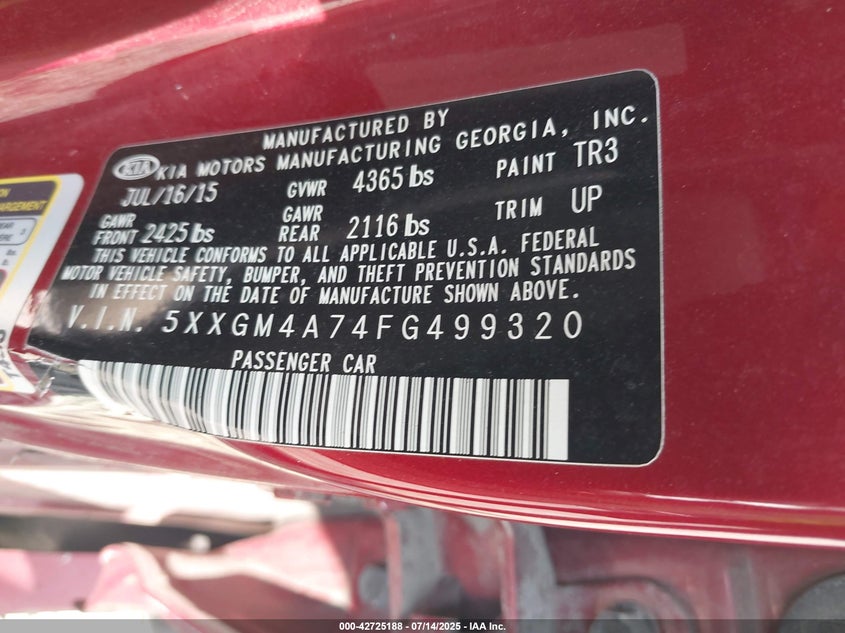 MANUFACTURED BY
KIA KIA MOTORS MANUFACTURING GEORGIA, INC.
JUL/16/15 GVWR 4365 lbs PAINT TR3
GAWR FRONT 2425 lbs GAWR REAR 2116 lbs TRIM UP
THIS VEHICLE CONFORMS TO ALL APPLICABLE U.S.A. FEDERAL
MOTOR VEHICLE SAFETY, BUMPER, AND THEFT PREVENTION STANDARDS
IN EFFECT ON THE DATE OF MANUFACTURE SHOWN ABOVE.
V.I.N. 5XXGM4A74FG499320
PASSENGER CAR
000-42725188 - 07/14/2025 - IAA Inc.